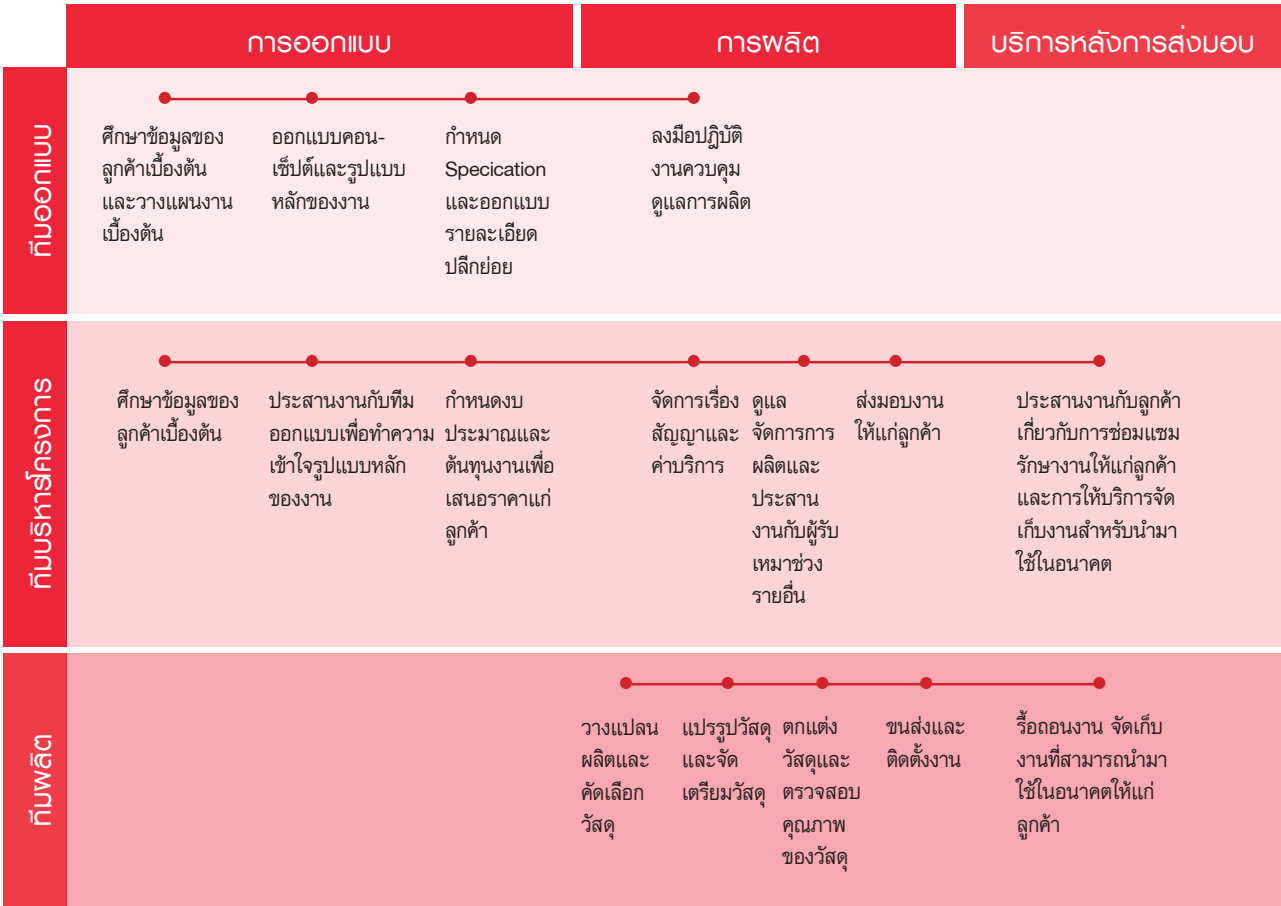 การออกแบบ
การผลิต
บริการหลังการส่งมอบ
ทีมออกแบบ
ศึกษาข้อมูลของ
ลูกค้าเบื้องต้น
และวางแผนงาน
เบื้องต้น
ออกแบบคอน-
เซ็ปต์และรูปแบบ
หลักของงาน
กำหนด
Specication
และออกแบบ
รายละเอียด
ปลีกย่อย
ลงมือปฏิบัติ
งานควบคุม
ดูแลการผลิต
ทีมบริหารโครงการ
ศึกษาข้อมูลของ
ลูกค้าเบื้องต้น
ประสานงานกับทีม
ออกแบบเพื่อทำความ
เข้าใจรูปแบบหลัก
ของงาน
กำหนดงบ
ประมาณและ
ต้นทุนงานเพื่อ
เสนอราคาแก่
ลูกค้า
จัดการเรื่อง
สัญญาและ
ค่าบริการ
ดูแล
จัดการการ
ผลิตและ
ประสาน
งานกับผู้รับ
เหมาช่วง
รายอื่น
ส่งมอบงาน
ให้แก่ลูกค้า
ประสานงานกับลูกค้า
เกี่ยวกับการซ่อมแซม
รักษางานให้แก่ลูกค้า
และการให้บริการจัด
เก็บงานสำหรับนำมา
ใช้ในอนาคต
ทีมผลิต
วางแปลน
ผลิตและ
คัดเลือก
วัสดุ
แปรรูปวัสดุ
และจัด
เตรียมวัสดุ
ตกแต่ง
วัสดุและ
ตรวจสอบ
คุณภาพ
ของวัสดุ
ขนส่งและ
ติดตั้งงาน
รื้อถอนงาน จัดเก็บ
งานที่สามารถนำมา
ใช้ในอนาคตให้แก่
ลูกค้า